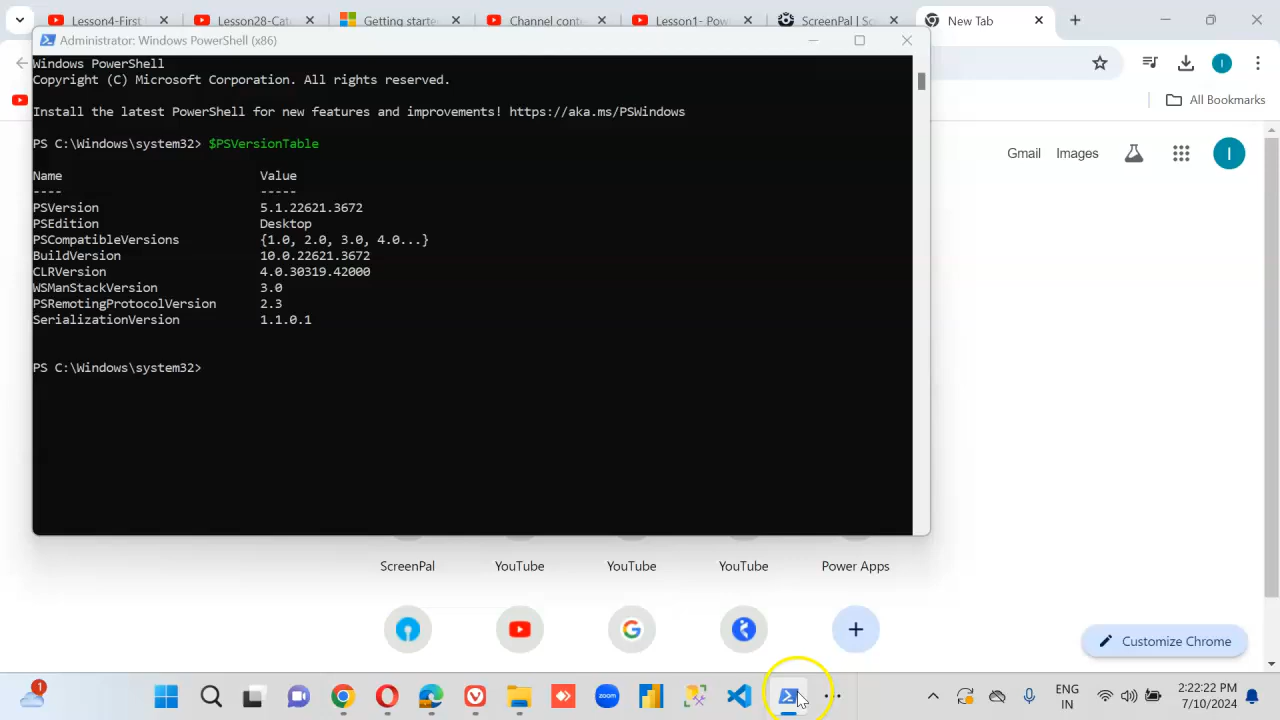 Lesson4-First
Lesson28-Cat
Getting starte
Channel conte
Lesson1- Pow
ScreenPal | S
New Tab
Administrator: Windows PowerShell (x86)
All Bookmarks
Windows PowerShell
Copyright (C) Microsoft Corporation. All rights reserved.
Install the latest PowerShell for new features and improvements! https://aka.ms/PSWindows
PS C:\Windows\system32> $PSVersionTable
Gmail Images I
Name Value
---- -----
PSVersion 5.1.22621.3672
PSEdition Desktop
PSCompatibleVersions {1.0, 2.0, 3.0, 4.0...}
BuildVersion 10.0.22621.3672
CLRVersion 4.0.30319.42000
WSManStackVersion 3.0
PSRemotingProtocolVersion 2.3
SerializationVersion 1.1.0.1
PS C:\Windows\system32>
ScreenPal YouTube YouTube YouTube Power Apps
Customize Chrome
1
zoom
ENG
IN
2:22:22 PM
7/10/2024